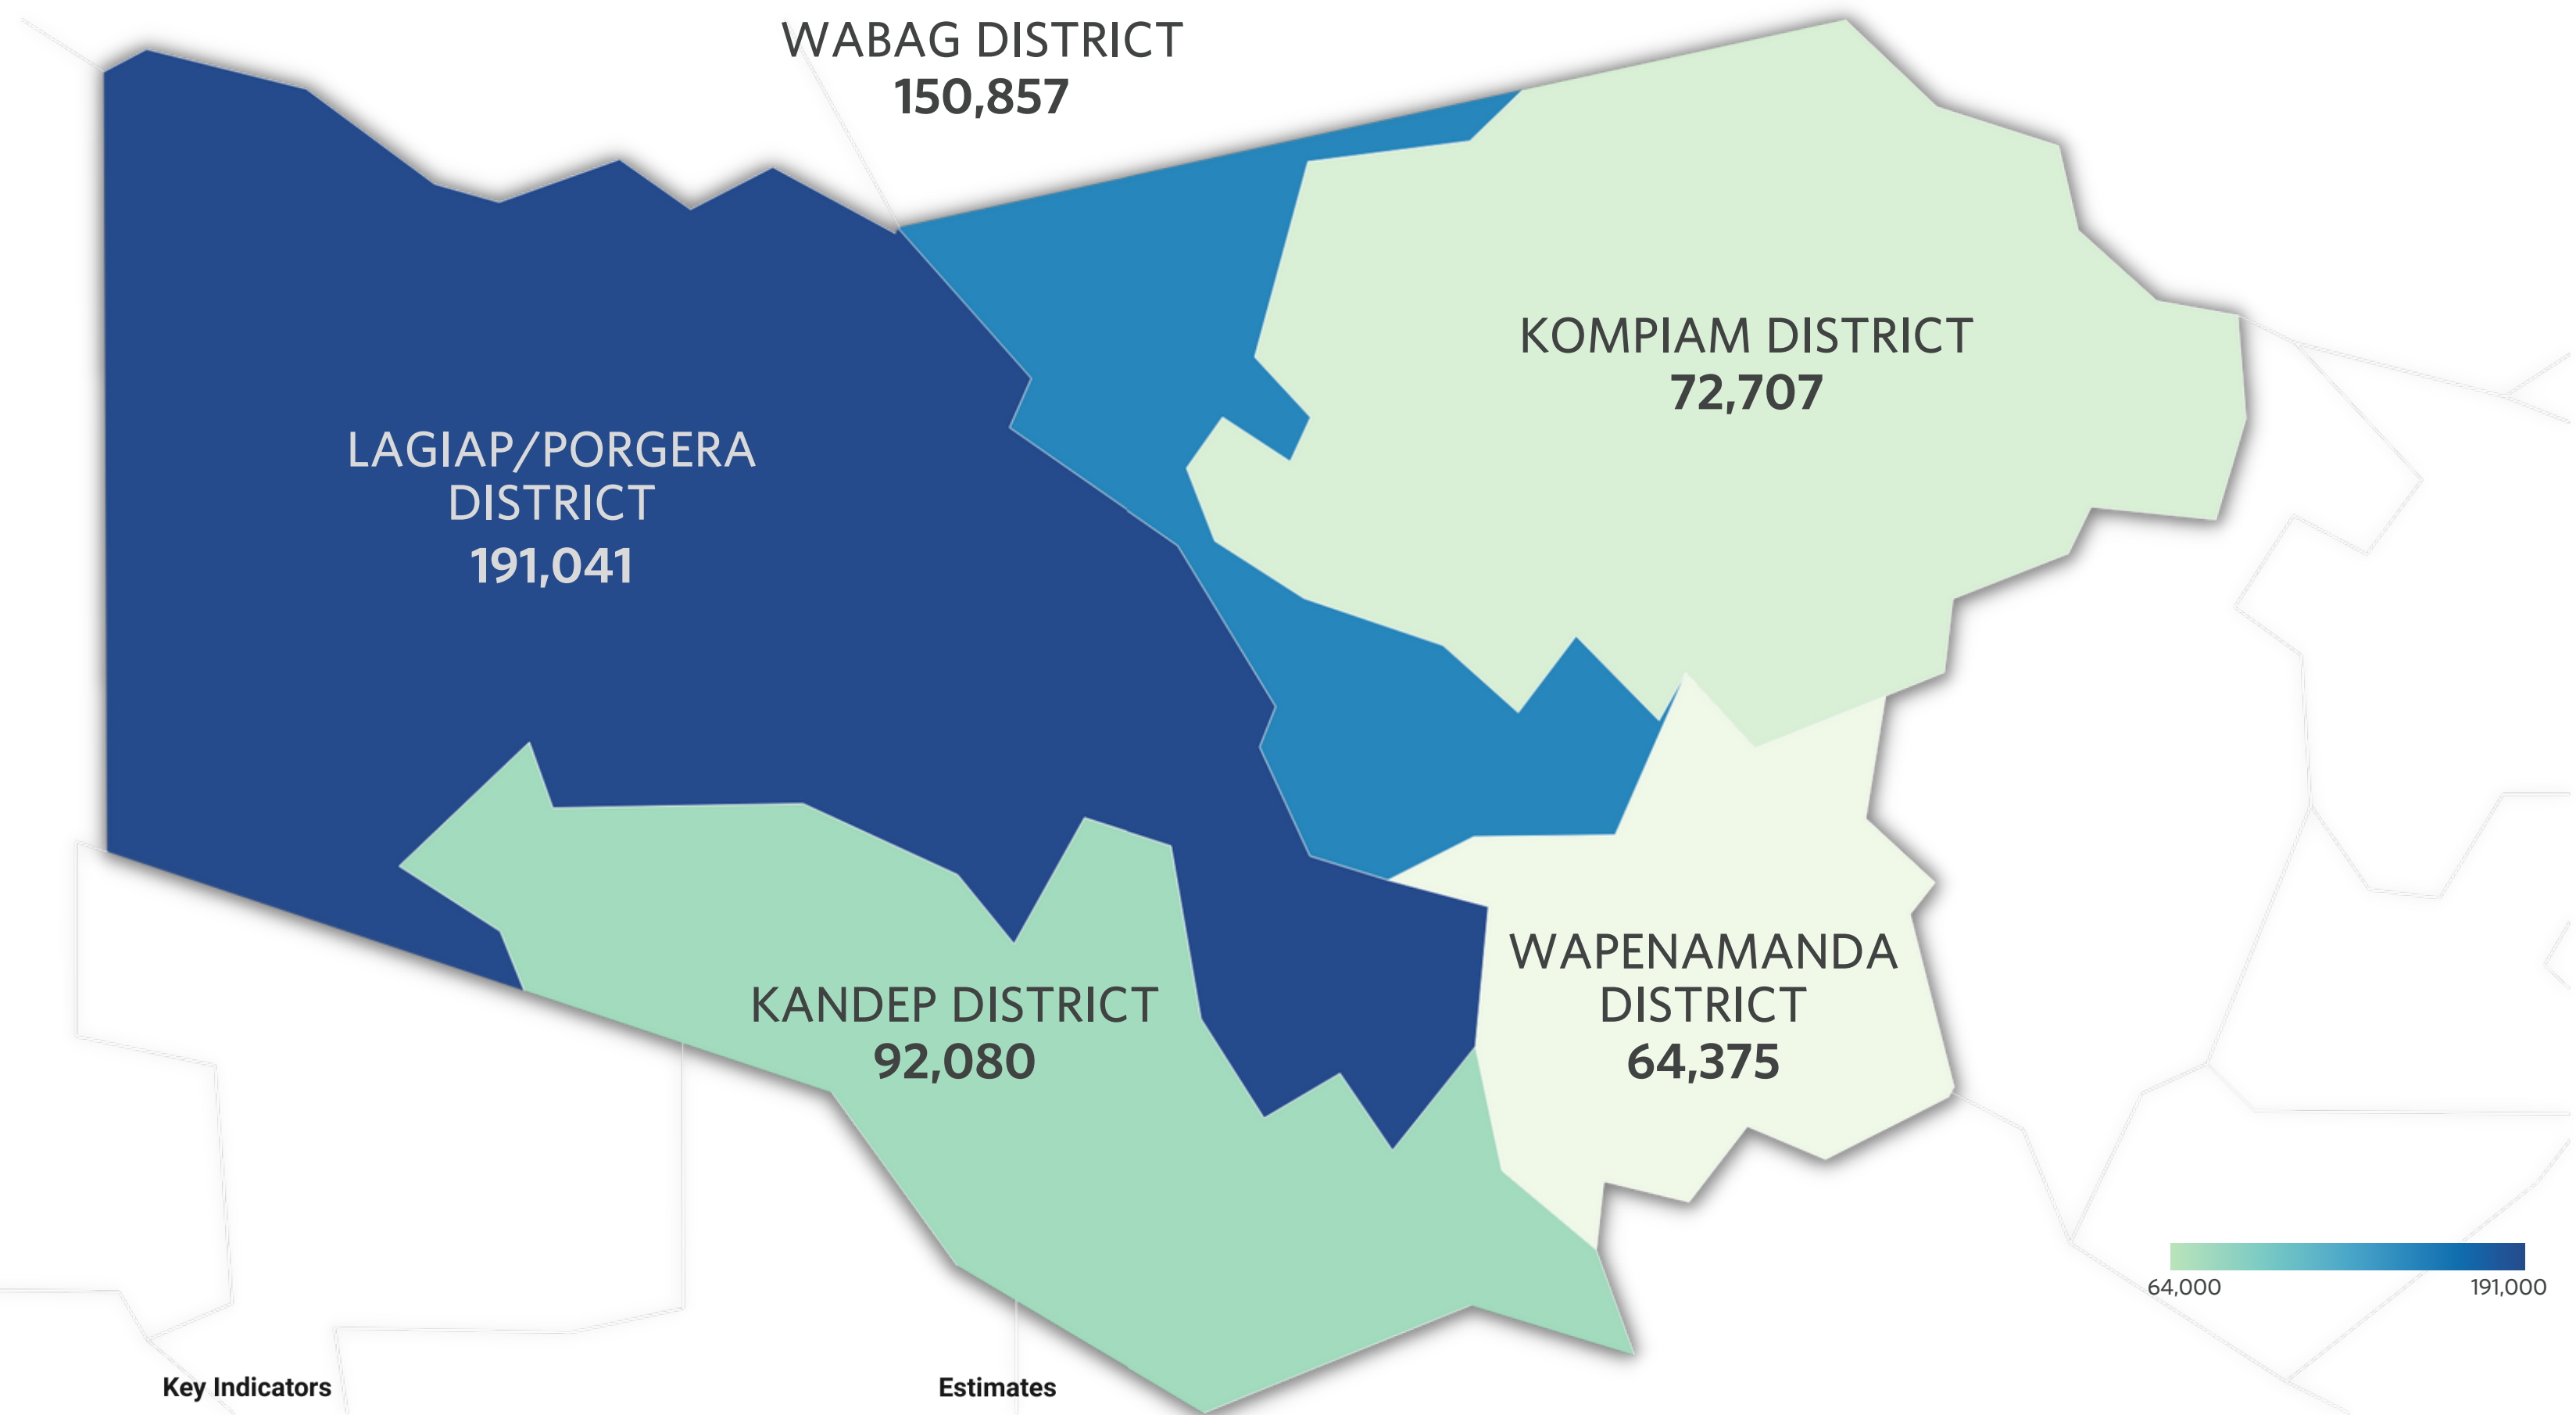 WABAG DISTRICT
150,857
KOMPIAM DISTRICT
72,707
LAGIAP/PORGERA
DISTRICT
191,041
WAPENAMANDA
DISTRICT
64,375
KANDEP DISTRICT
92,080
64,000
191,000
Key Indicators
Estimates